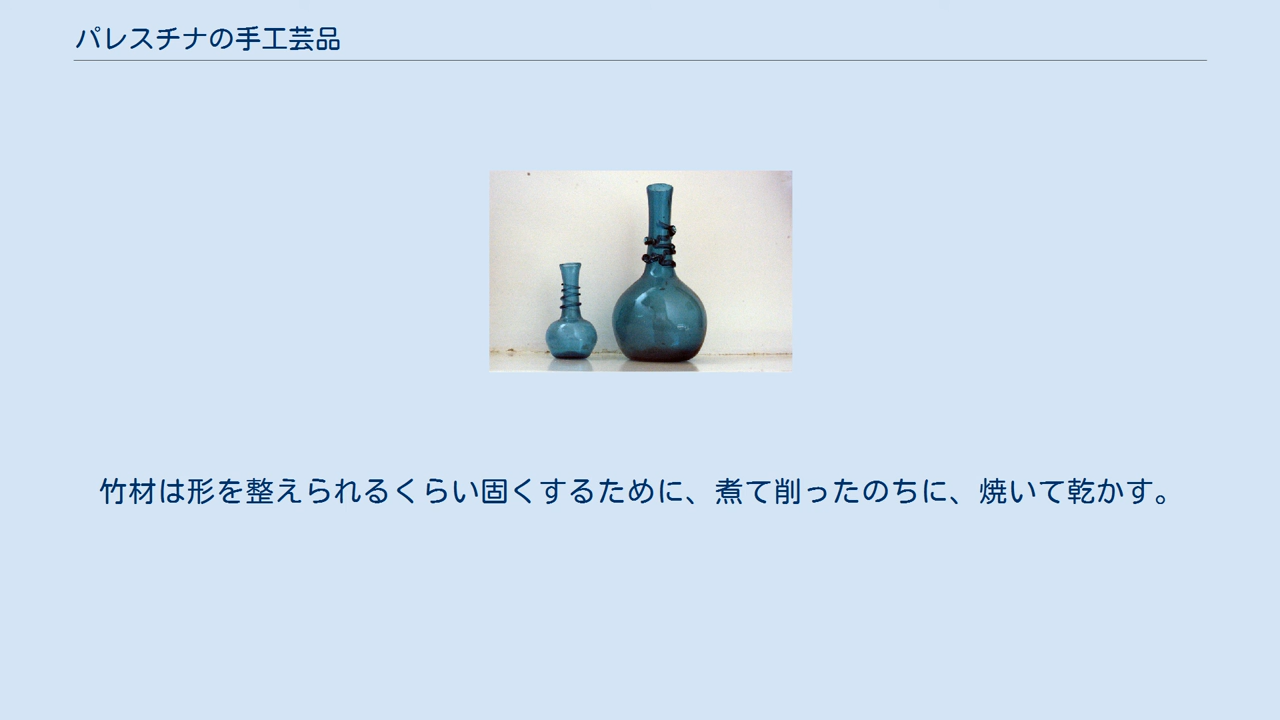 パレスチナの手工芸品
竹材は形を整えられるくらい固くするために、煮て削ったのちに、焼いて乾かす。